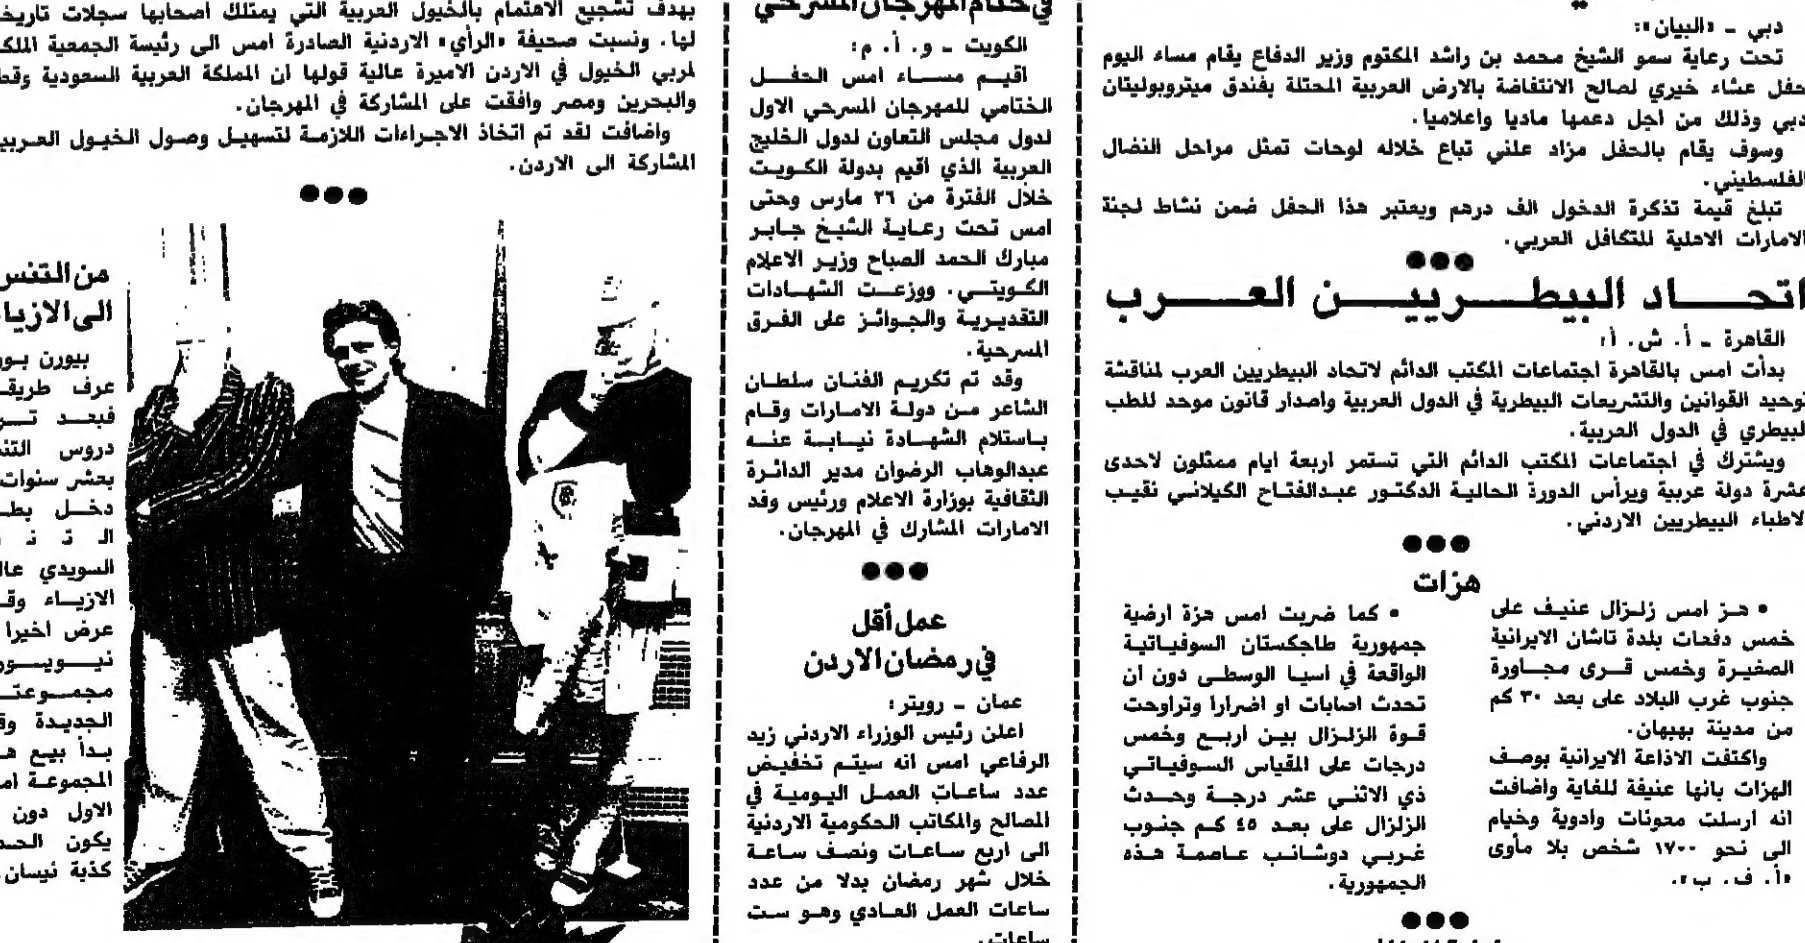 دبي ـ «البيان»:
تحت رعاية سمو الشيخ محمد بن راشد المكتوم وزير الدفاع يقام مساء اليوم
حفل عشاء خيري لصالح الانتفاضة بالارض العربية المحتلة بفندق ميتروبوليتان
دبي وذلك من اجل دعمها ماديا واعلاميا.
وسوف يقام بالحفل مزاد علني تباع خلاله لوحات تمثل مراحل النضال
الفلسطيني.
تبلغ قيمة تذكرة الدخول الف درهم ويعتبر هذا الحفل ضمن نشاط لجنة
الامارات الاهلية للتكافل العربي.
اتحـــاد البيطـــرييـــن العـــرب
القاهرة ـ أ. ش. أ:
بدأت امس بالقاهرة اجتماعات المكتب الدائم لاتحاد البيطريين العرب لمناقشة
توحيد القوانين والتشريعات البيطرية في الدول العربية واصدار قانون موحد للطب
البيطري في الدول العربية.
ويشترك في اجتماعات المكتب الدائم التي تستمر اربعة ايام ممثلون لاحدى
عشرة دولة عربية ويرأس الدورة الحالية الدكتور عبدالفتاح الكيلاني نقيب
لاطباء البيطريين الاردني.
هزات
• هز امس زلزال عنيف على
خمس دفعات بلدة تاشان الايرانية
الصغيرة وخمس قرى مجاورة
جنوب غرب البلاد على بعد ٣٠ كم
من مدينة بهبهان.
واكتفت الاذاعة الايرانية بوصف
الهزات بانها عنيفة للغاية واضافت
انه ارسلت معونات وادوية وخيام
الى نحو ١٧٠٠ شخص بلا مأوى
«أ. ف. ب».
• كما ضربت امس هزة ارضية
جمهورية طاجكستان السوفياتية
الواقعة في اسيا الوسطى دون ان
تحدث اصابات او اضرارا وتراوحت
قوة الزلزال بين اربع وخمس
درجات على المقياس السوفياتي
ذي الاثني عشر درجة وحدث
الزلزال على بعد ٤٥ كم جنوب
غربي دوشانب عاصمة هذه
الجمهورية.
في ختام المهرجان المسرحي
الكويت ـ و. أ. م:
اقيم مساء امس الحفل
الختامي للمهرجان المسرحي الاول
لدول مجلس التعاون لدول الخليج
العربية الذي اقيم بدولة الكويت
خلال الفترة من ٢٦ مارس وحتى
امس تحت رعاية الشيخ جابر
مبارك الحمد الصباح وزير الاعلام
الكويتي. ووزعت الشهادات
التقديرية والجوائز على الفرق
المسرحية.
وقد تم تكريم الفنان سلطان
الشاعر من دولة الامارات وقام
باستلام الشهادة نيابة عنه
عبدالوهاب الرضوان مدير الدائرة
الثقافية بوزارة الاعلام ورئيس وفد
الامارات المشارك في المهرجان.
عمل أقل
في رمضان الاردن
عمان ـ رويتر:
اعلن رئيس الوزراء الاردني زيد
الرفاعي امس انه سيتم تخفيض
عدد ساعات العمل اليومية في
المصالح والمكاتب الحكومية الاردنية
الى اربع ساعات ونصف ساعة
خلال شهر رمضان بدلا من عدد
ساعات العمل العادي وهو ست
ساعات.
بهدف تشجيع الاهتمام بالخيول العربية التي يمتلك اصحابها سجلات
لها. ونسبت صحيفة «الرأي» الاردنية الصادرة امس الى رئيسة الجمعية
لمربي الخيول في الاردن الاميرة عالية قولها ان المملكة العربية السعودية
والبحرين ومصر وافقت على المشاركة في المهرجان.
واضافت لقد تم اتخاذ الاجراءات اللازمة لتسهيل وصول الخيول
المشاركة الى الاردن.
من التنس
الى
بيورن
عرف
فبعد
دروس
بعشر سنوات
دخل
السويدي
الازياء
عرض اخيرا
الجديدة
بدأ بيع
المجموعة
الاول دون
يكون
كذبة نيسان.